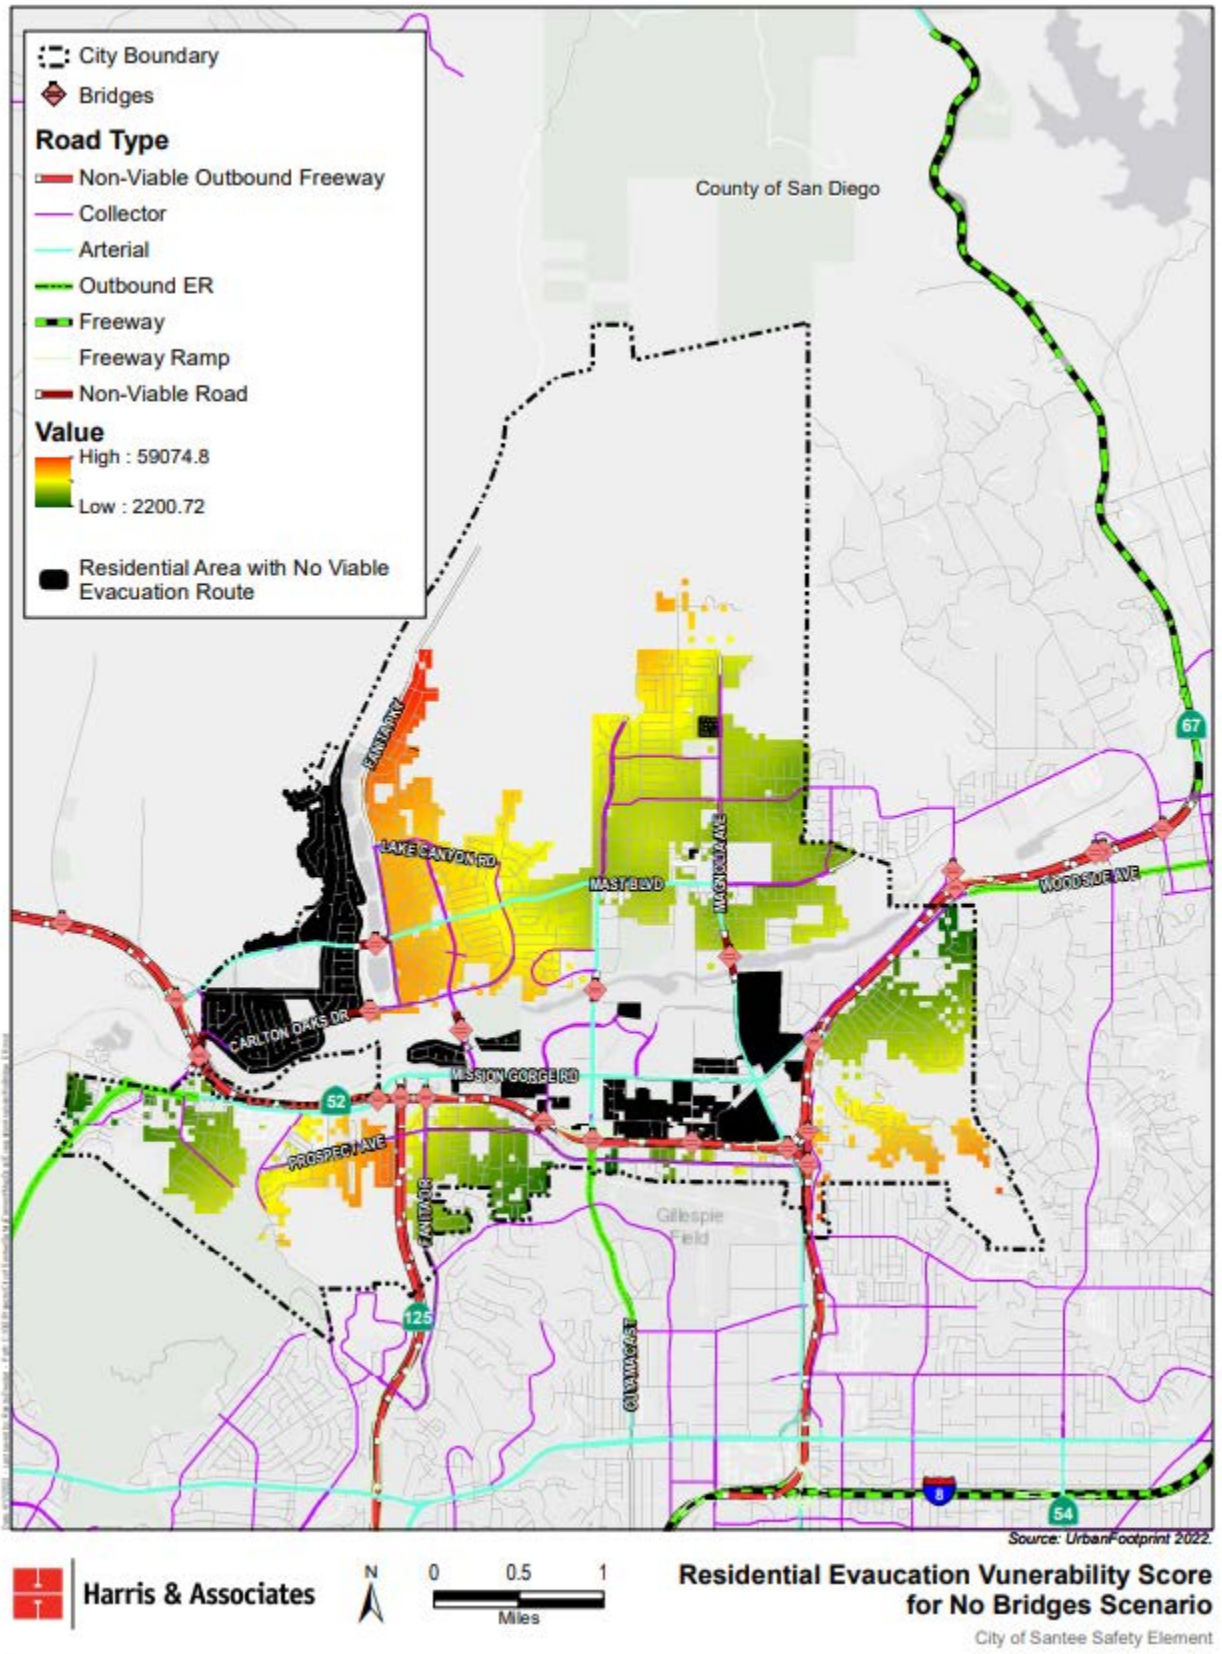 City Boundary
Bridges
Road Type
Non-Viable Outbound Freeway
Collector
Arterial
Outbound ER
Freeway
Freeway Ramp
Non-Viable Road
Value
High : 59074.8
Low : 2200.72
Residential Area with No Viable
Evacuation Route
County of San Diego
67
FANITA PKY
LAKE CANYON RD
MAST BLVD
MAGNOLIA AVE
WOODSIDE AVE
CARLTON OAKS DR
MISSION GORGE RD
52
PROSPECT AVE
FANITA DR
Gillespie
Field
125
CUYAMACA ST
8
54
Source: UrbanFootprint 2022.
Harris & Associates
N
0 0.5 1
Miles
Residential Evaucation Vunerability Score
for No Bridges Scenario
City of Santee Safety Element